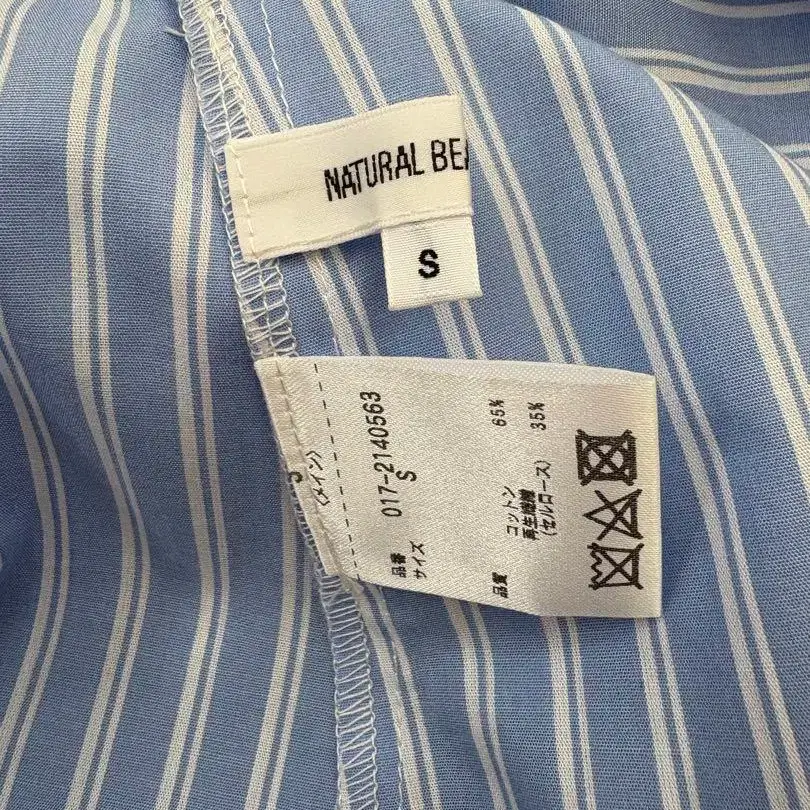 NATURAL BEA
S
〈メイン〉
品番 017-2140563
サイズ S
品質
コットン 65%
再生繊維 35%
(セルロース)